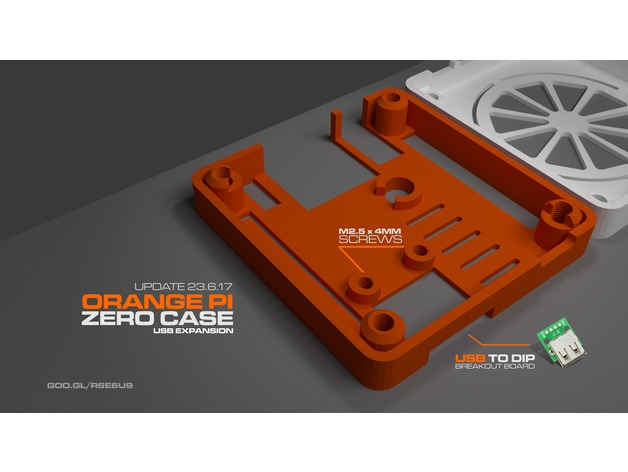 M2.5 x 4MM
SCREWS
UPDATE 23.6.17
ORANGE PI
ZERO CASE
USB EXPANSION
USB TO DIP
BREAKOUT BOARD
GOO.GL/R6E6U9